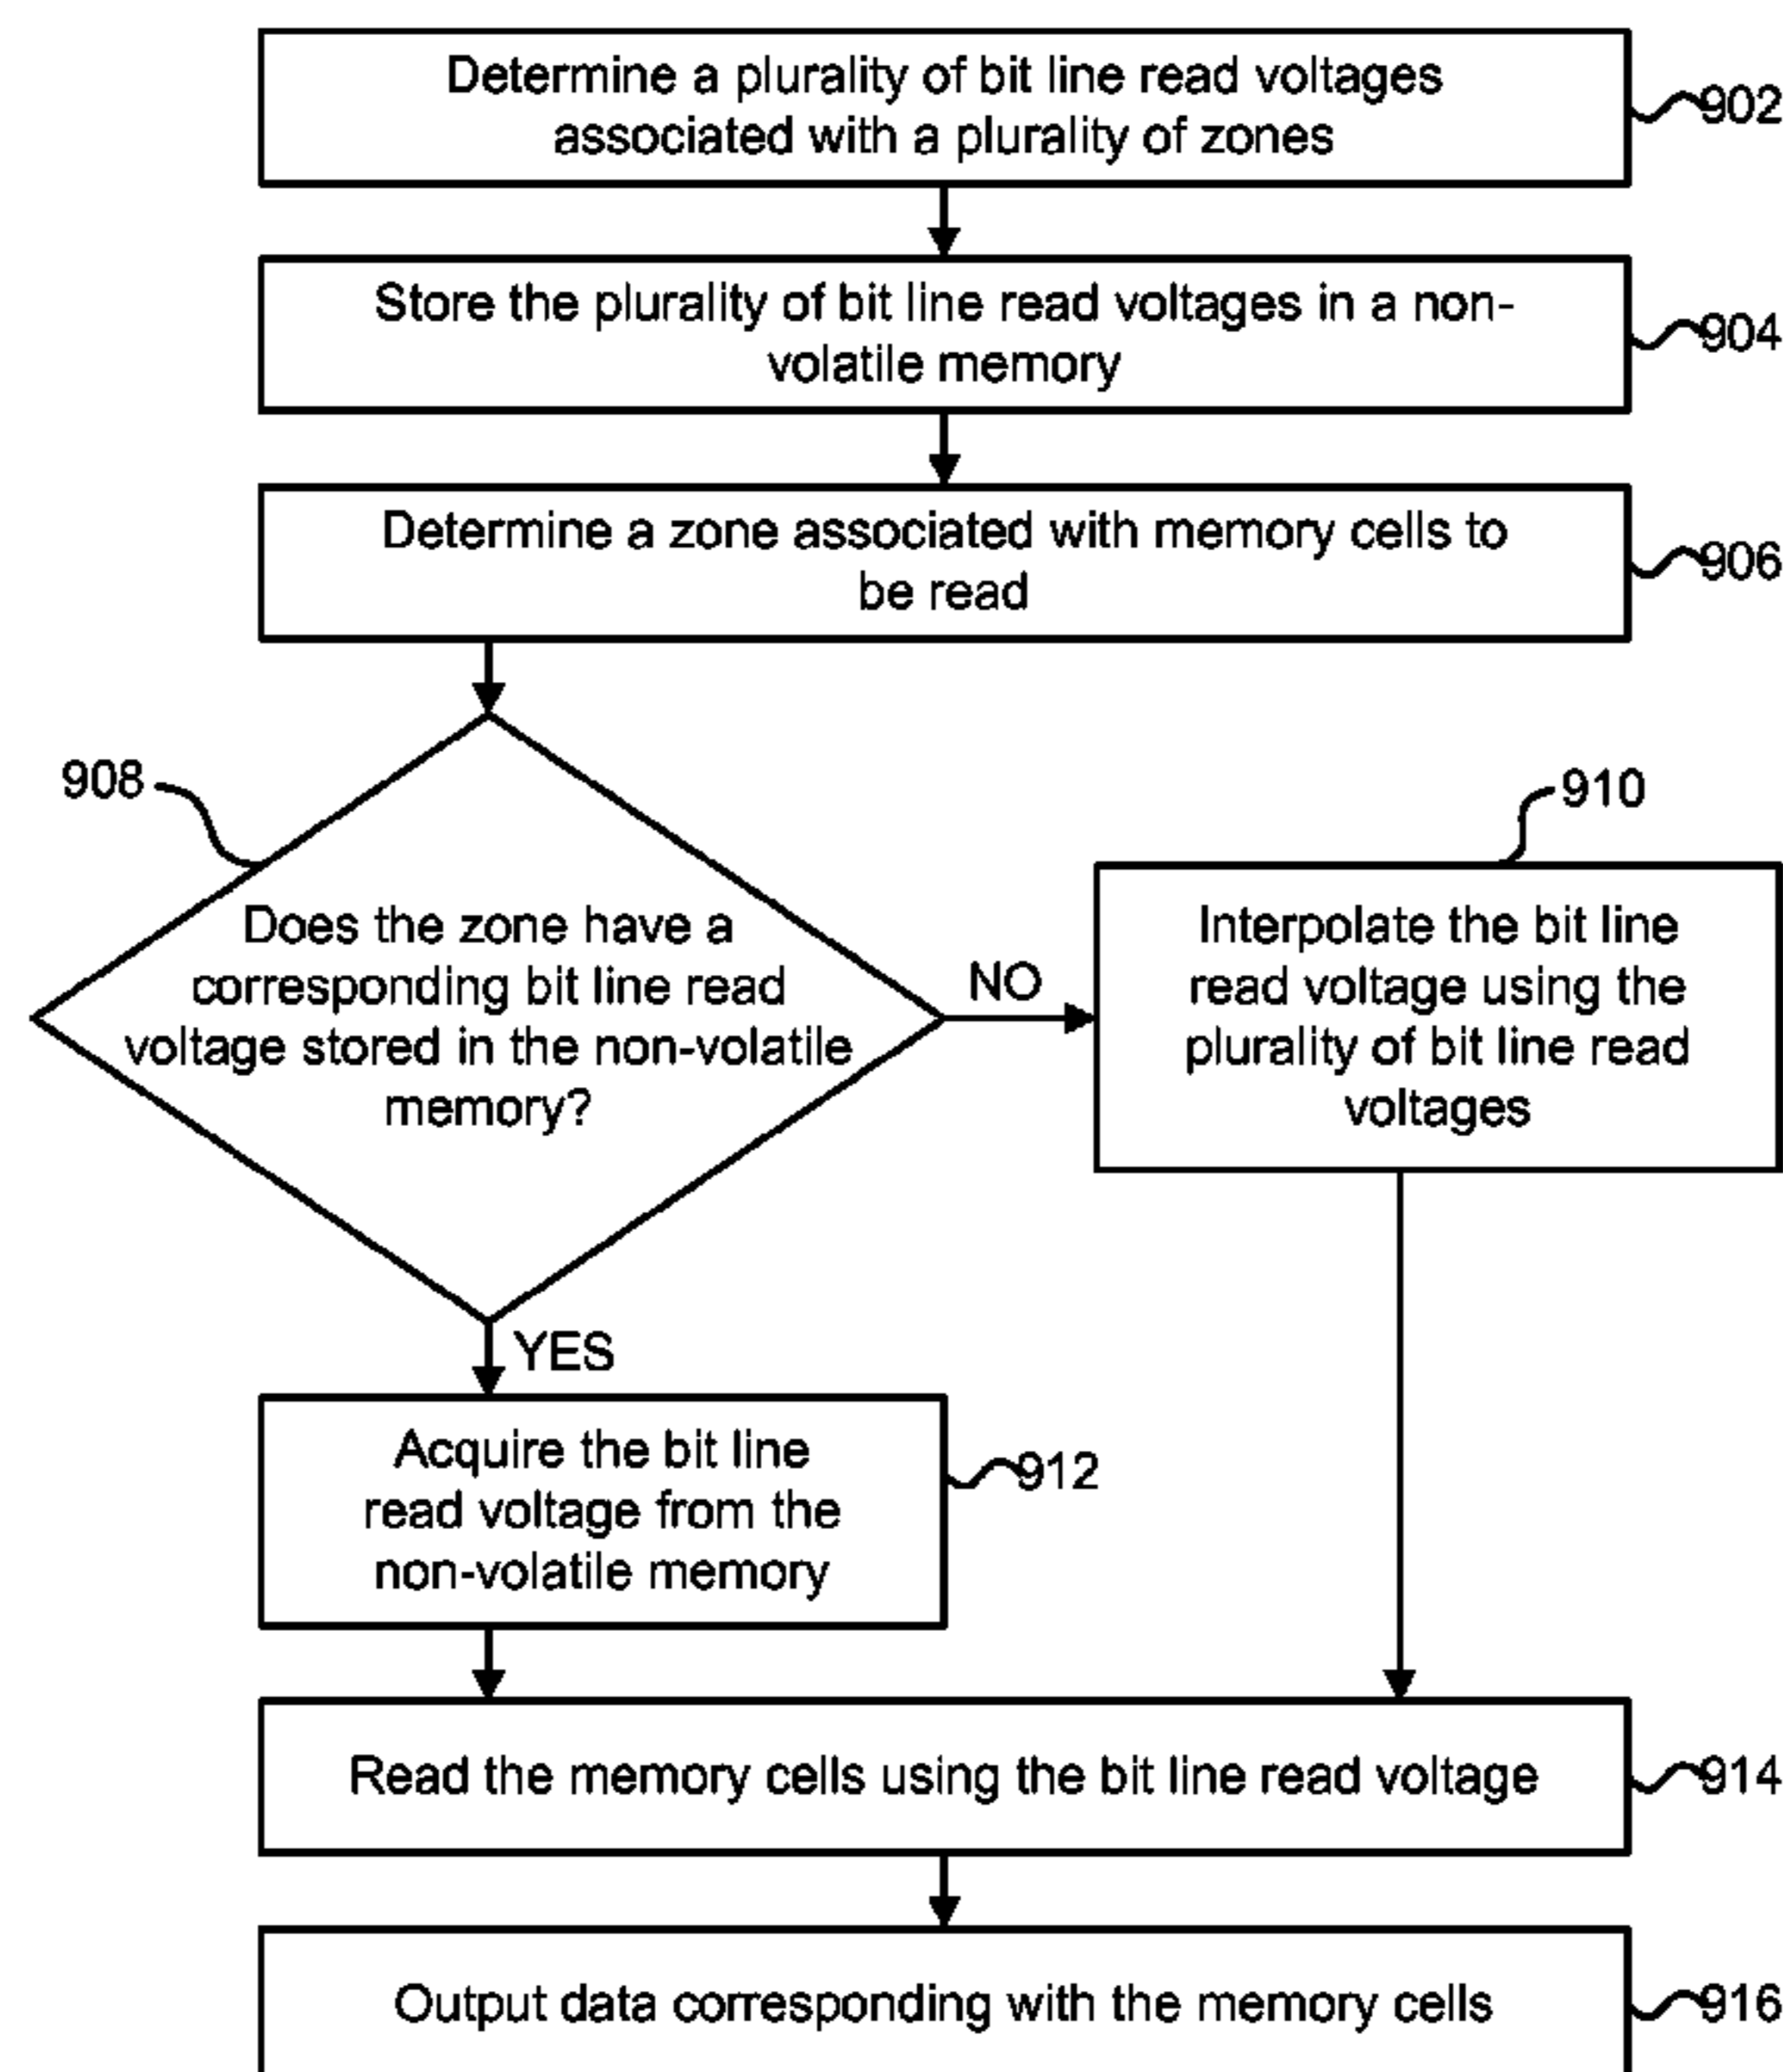 Determine a plurality of bit line read voltages
associated with a plurality of zones
902
Store the plurality of bit line read voltages in a non-
volatile memory
904
Determine a zone associated with memory cells to
be read
906
908
910
Does the zone have a
corresponding bit line read
voltage stored in the non-volatile
memory?
NO
Interpolate the bit line
read voltage using the
plurality of bit line read
voltages
YES
Acquire the bit line
read voltage from the
non-volatile memory
912
Read the memory cells using the bit line read voltage
914
Output data corresponding with the memory cells
916